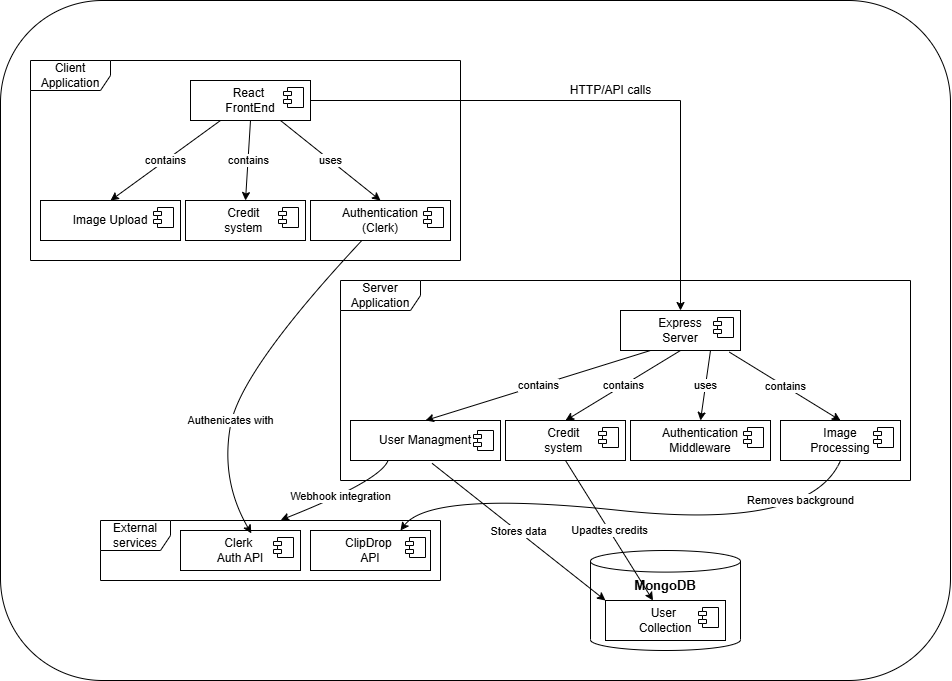 Client
Application
React
FrontEnd
HTTP/API calls
contains
contains
uses
Image Upload
Credit
system
Authentication
(Clerk)
Server
Application
Express
Server
contains
contains
uses
contains
Authenicates with
User Managment
Credit
system
Authentication
Middleware
Image
Processing
Webhook integration
Removes background
Stores data
Upadtes credits
External
services
Clerk
Auth API
ClipDrop
API
MongoDB
User
Collection